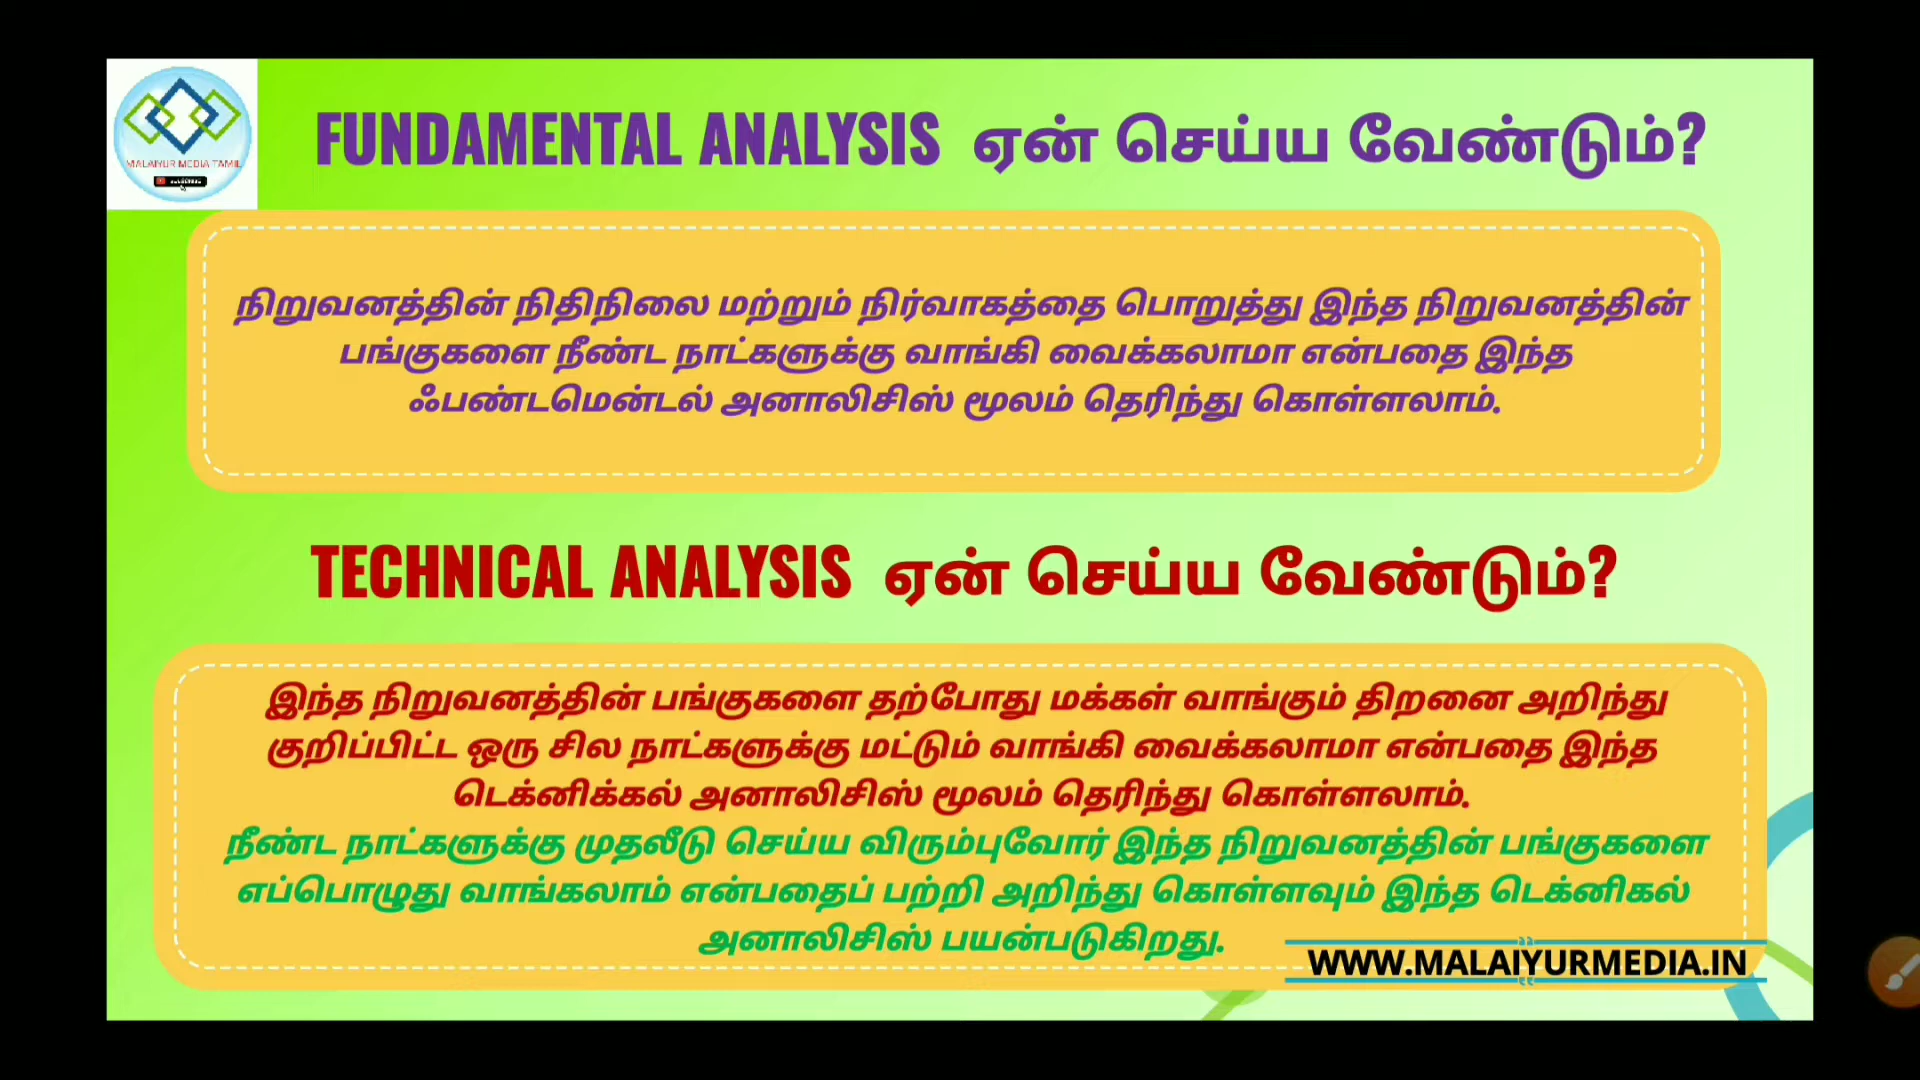 MALAIYUR MEDIA TAMIL
FUNDAMENTAL ANALYSIS ஏன் செய்ய வேண்டும்?
நிறுவனத்தின் நிதிநிலை மற்றும் நிர்வாகத்தை பொறுத்து இந்த நிறுவனத்தின்
பங்குகளை நீண்ட நாட்களுக்கு வாங்கி வைக்கலாமா என்பதை இந்த
ஃபண்டமென்டல் அனாலிசிஸ் மூலம் தெரிந்து கொள்ளலாம்.
TECHNICAL ANALYSIS ஏன் செய்ய வேண்டும்?
இந்த நிறுவனத்தின் பங்குகளை தற்போது மக்கள் வாங்கும் திறனை அறிந்து
குறிப்பிட்ட ஒரு சில நாட்களுக்கு மட்டும் வாங்கி வைக்கலாமா என்பதை இந்த
டெக்னிக்கல் அனாலிசிஸ் மூலம் தெரிந்து கொள்ளலாம்.
நீண்ட நாட்களுக்கு முதலீடு செய்ய விரும்புவோர் இந்த நிறுவனத்தின் பங்குகளை
எப்பொழுது வாங்கலாம் என்பதைப் பற்றி அறிந்து கொள்ளவும் இந்த டெக்னிகல்
அனாலிசிஸ் பயன்படுகிறது.
WWW.MALAIYURMEDIA.IN